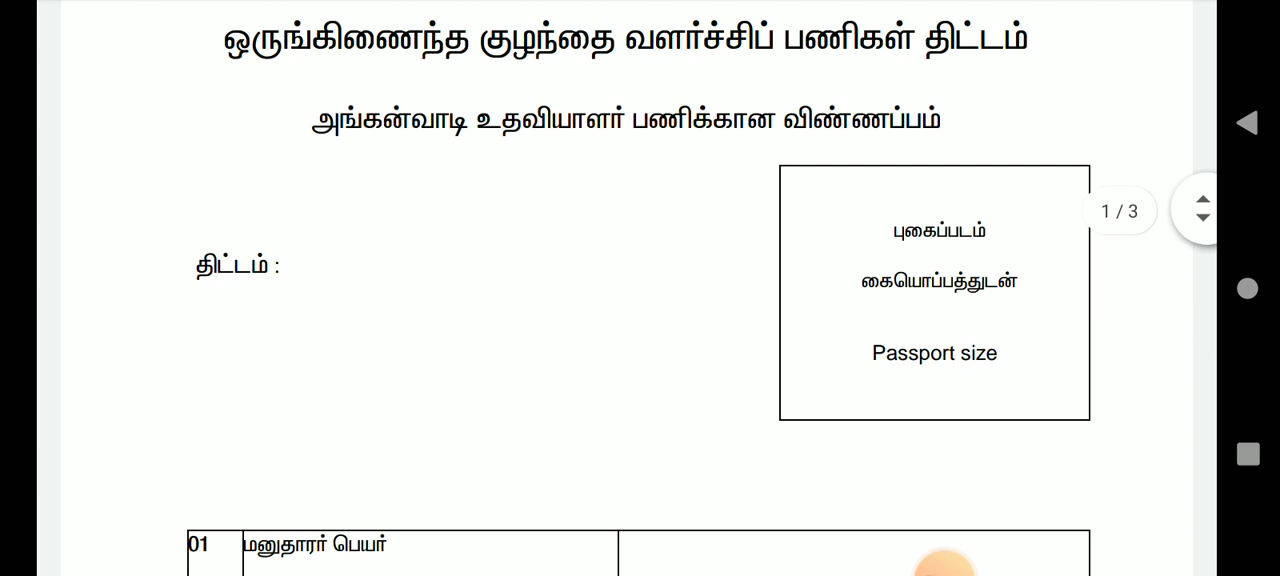 ஒருங்கிணைந்த குழந்தை வளர்ச்சிப் பணிகள் திட்டம்
அங்கன்வாடி உதவியாளர் பணிக்கான விண்ணப்பம்
புகைப்படம்
கையொப்பத்துடன்
Passport size
1 / 3
திட்டம் :
01 மனுதாரர் பெயர்